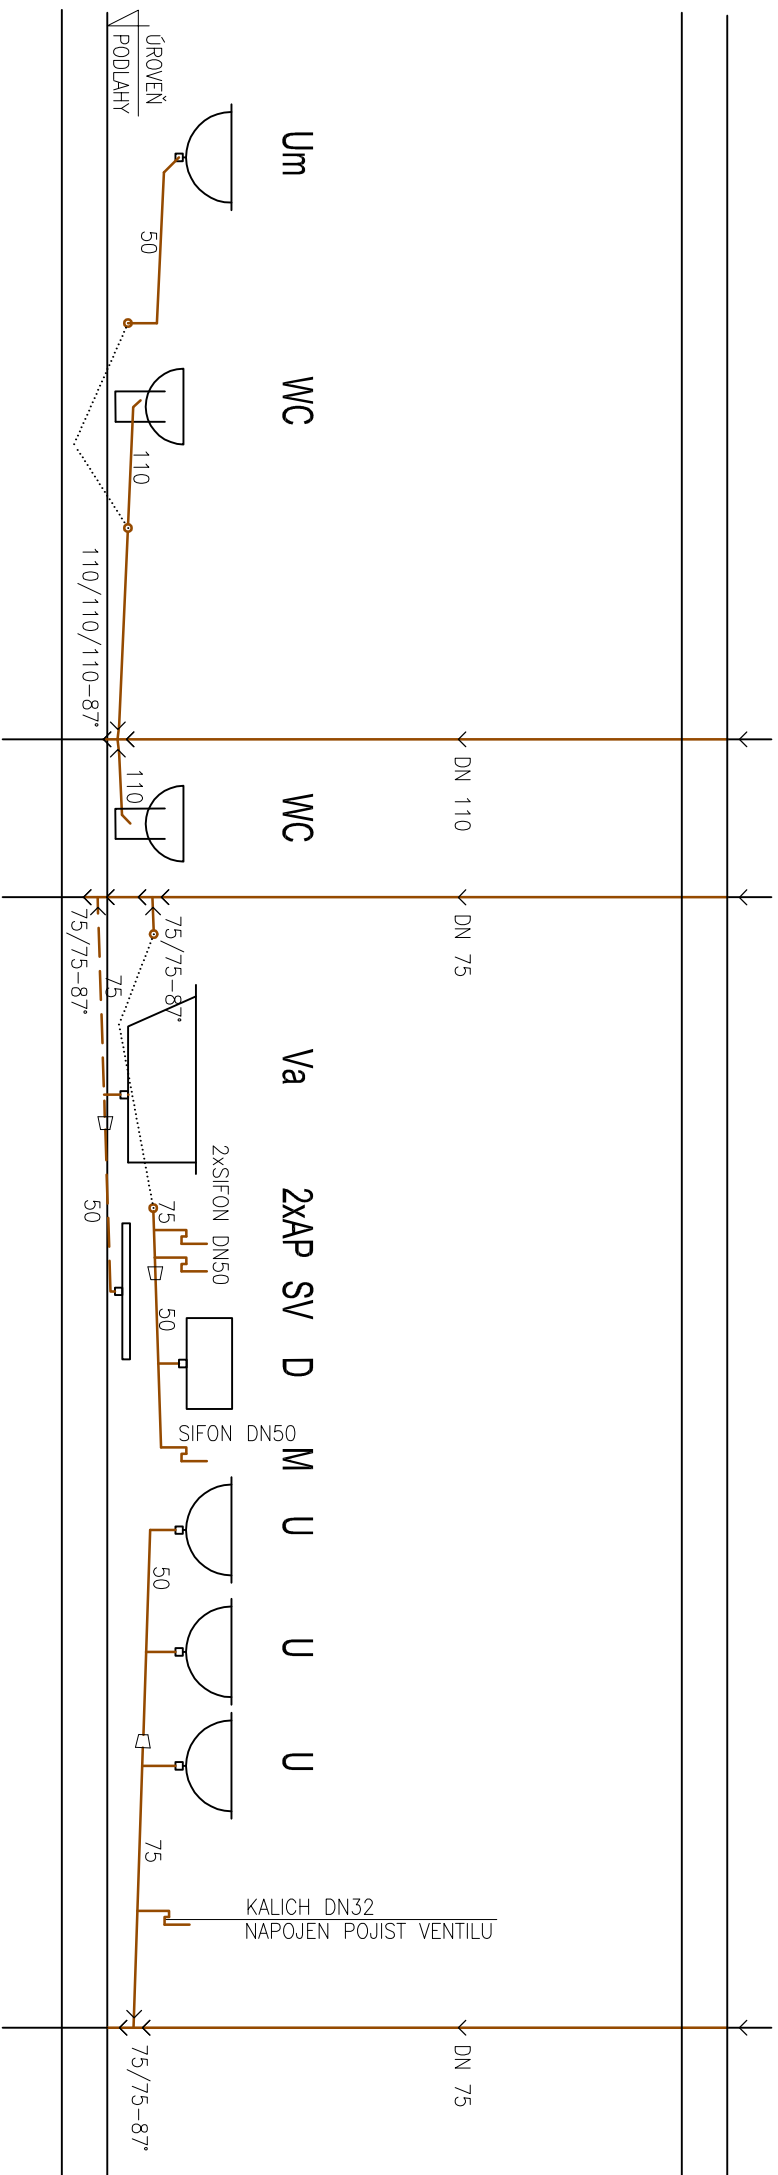 ÚROVEŇ
PODLAHY
Um
50
WC
110
110/110/110-87°
DN 110
WC
110
DN 75
75/75-87°
75/75-87°
75
Va
2xSIFON DN50
50
75
2xAP
SV
50
D
SIFON DN50
M
U
50
U
U
75
KALICH DN32
NAPOJEN POJIST VENTILU
DN 75
75/75-87°